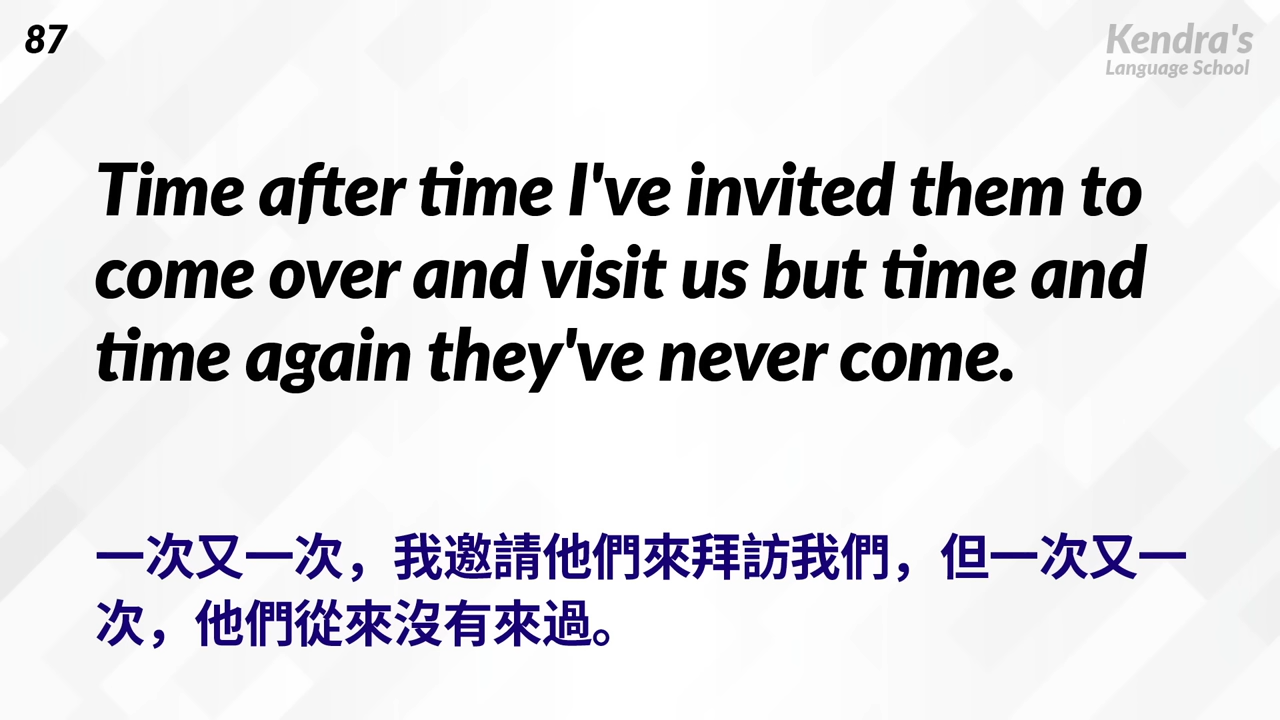 87
Kendra's
Language School
Time after time I've invited them to
come over and visit us but time and
time again they've never come.
一次又一次，我邀請他們來拜訪我們，但一次又一
次，他們從來沒有來過。